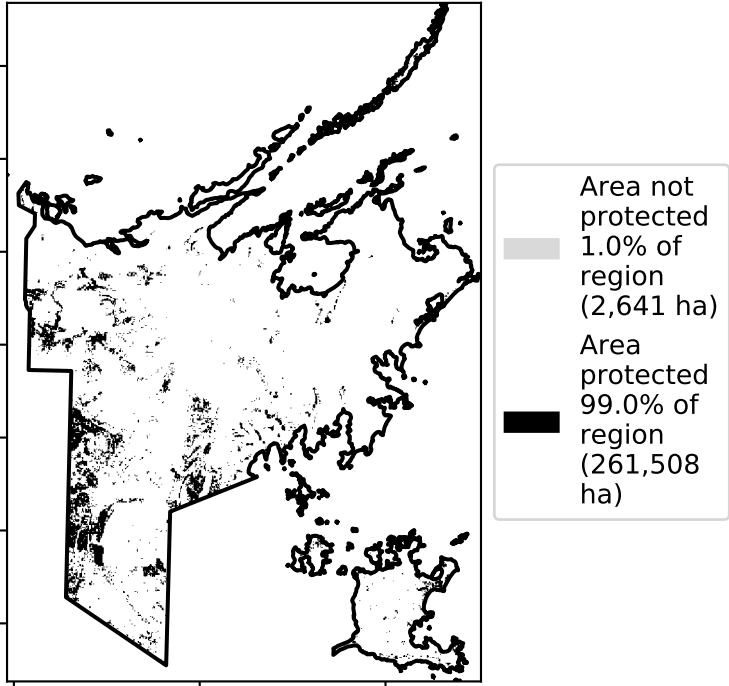 Area not
protected
1.0% of
region
(2,641 ha)
Area
protected
99.0% of
region
(261,508
ha)